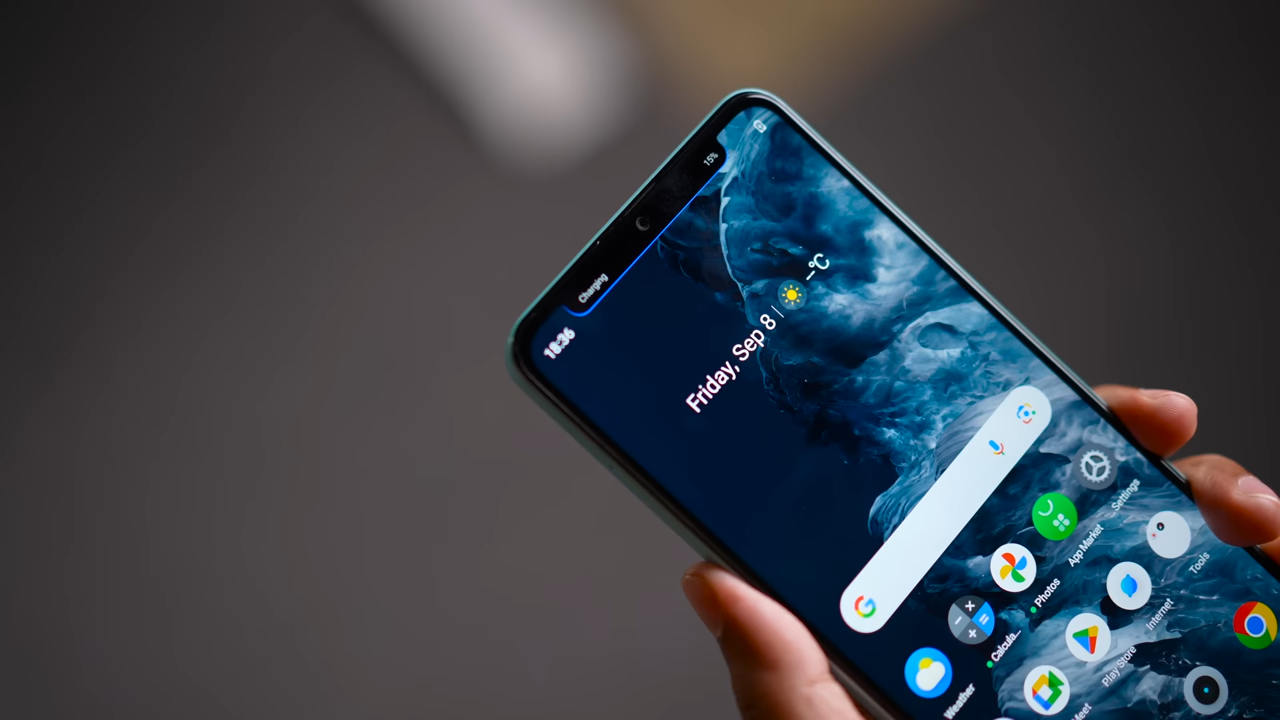 18:36
Charging
15%
Friday, Sep 8 | –°C
Weather
Calcula...
Photos
App Market
Settings
Meet
Play Store
Internet
Tools